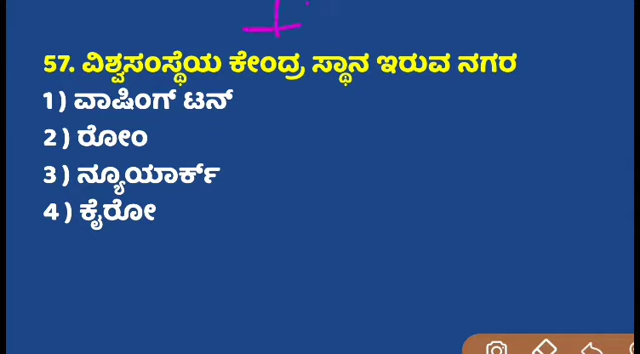 57. ವಿಶ್ವಸಂಸ್ಥೆಯ ಕೇಂದ್ರ ಸ್ಥಾನ ಇರುವ ನಗರ
1 ) ವಾಷಿಂಗ್ ಟನ್
2 ) ರೋಂ
3 ) ನ್ಯೂಯಾರ್ಕ್
4 ) ಕೈರೋ